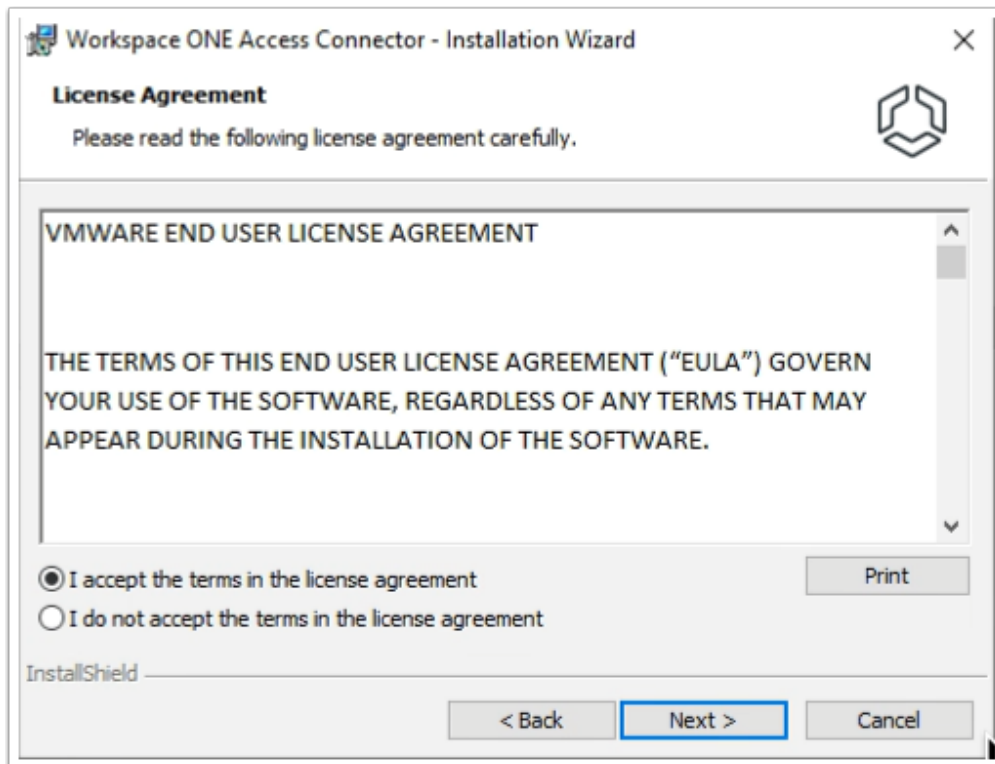 Workspace ONE Access Connector - Installation Wizard
License Agreement
Please read the following license agreement carefully.
VMWARE END USER LICENSE AGREEMENT
THE TERMS OF THIS END USER LICENSE AGREEMENT (“EULA”) GOVERN
YOUR USE OF THE SOFTWARE, REGARDLESS OF ANY TERMS THAT MAY
APPEAR DURING THE INSTALLATION OF THE SOFTWARE.
I accept the terms in the license agreement
Print
I do not accept the terms in the license agreement
InstallShield
< Back
Next >
Cancel